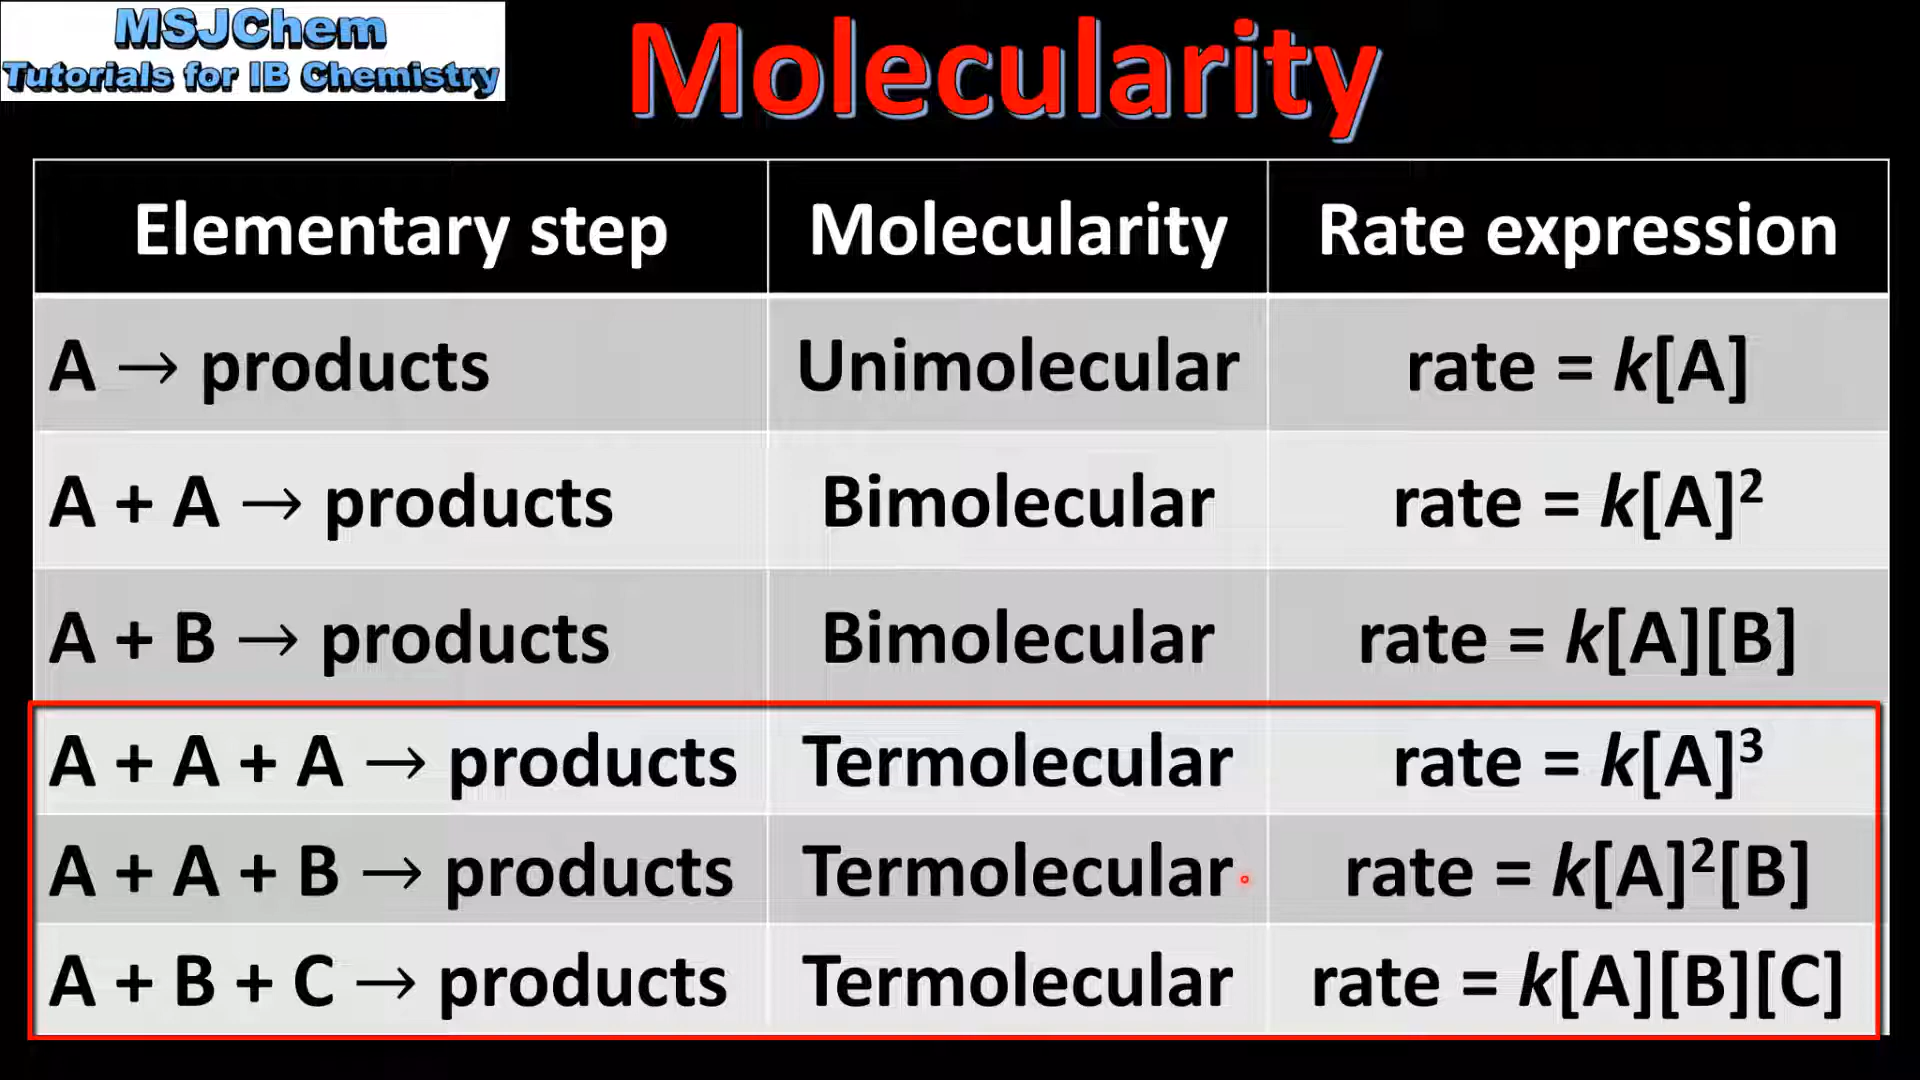 MSJChem
Tutorials for IB Chemistry
Molecularity
Elementary step Molecularity Rate expression
A → products Unimolecular rate = k[A]
A + A → products Bimolecular rate = k[A]²
A + B → products Bimolecular rate = k[A][B]
A + A + A → products Termolecular rate = k[A]³
A + A + B → products Termolecular rate = k[A]²[B]
A + B + C → products Termolecular rate = k[A][B][C]